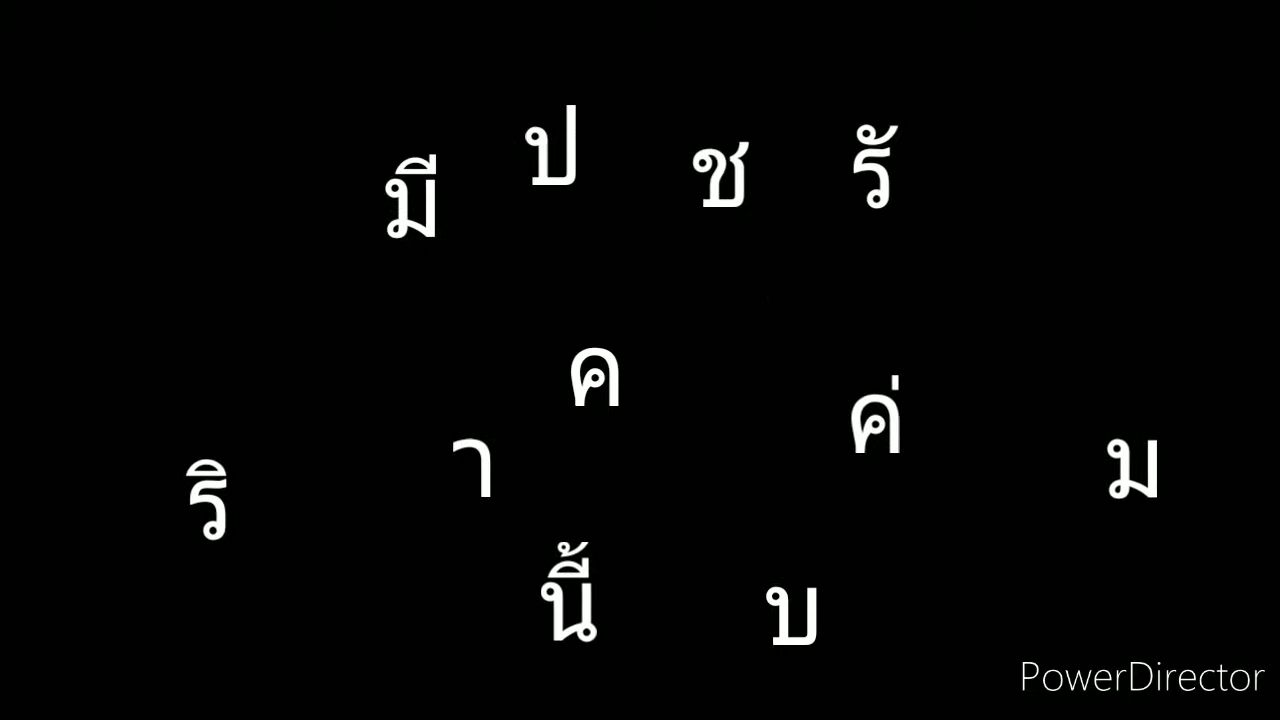 มี ป ช รั
ค ค่
ริ า ม
นี้ บ
PowerDirector